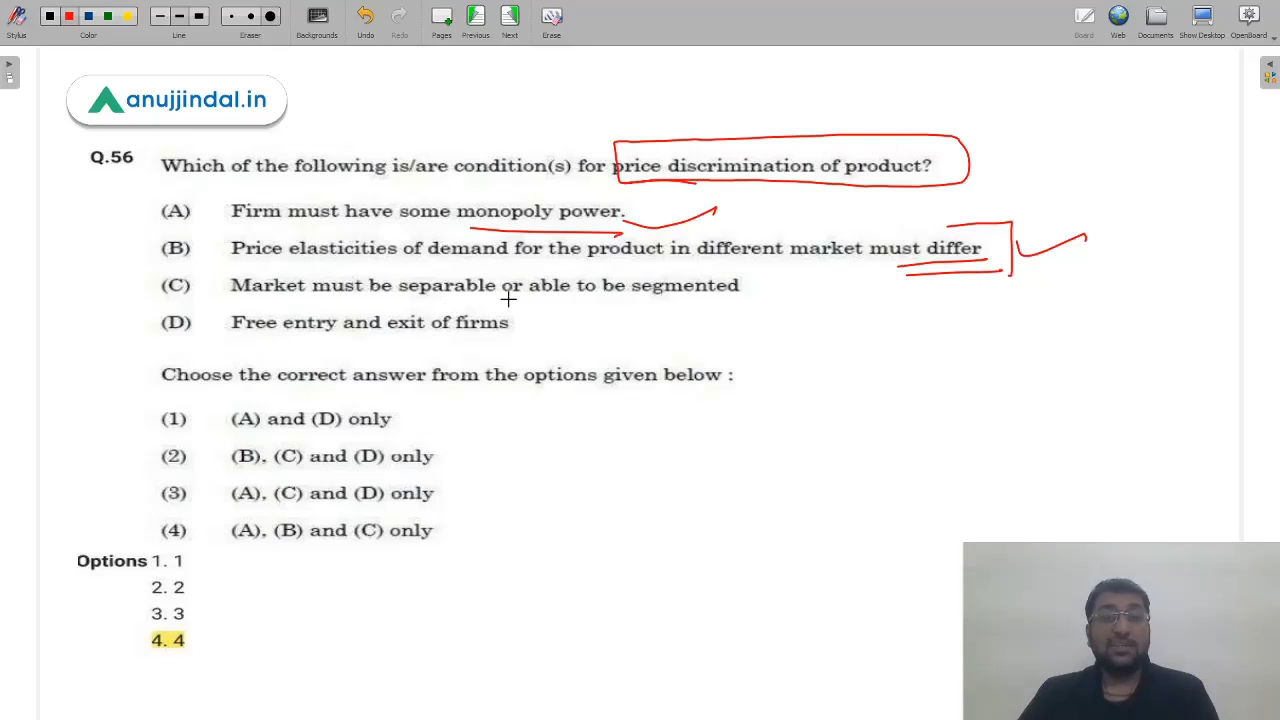 Stylus
Color
Line
Eraser
Backgrounds
Undo
Redo
Pages
Previous
Next
Erase
Board
Web
Documents
Show Desktop
OpenBoard
anujjindal.in
Q.56 Which of the following is/are condition(s) for price discrimination of product?
(A) Firm must have some monopoly power.
(B) Price elasticities of demand for the product in different market must differ
(C) Market must be separable or able to be segmented
(D) Free entry and exit of firms
Choose the correct answer from the options given below :
(1) (A) and (D) only
(2) (B), (C) and (D) only
(3) (A), (C) and (D) only
(4) (A), (B) and (C) only
Options 1. 1
2. 2
3. 3
4. 4